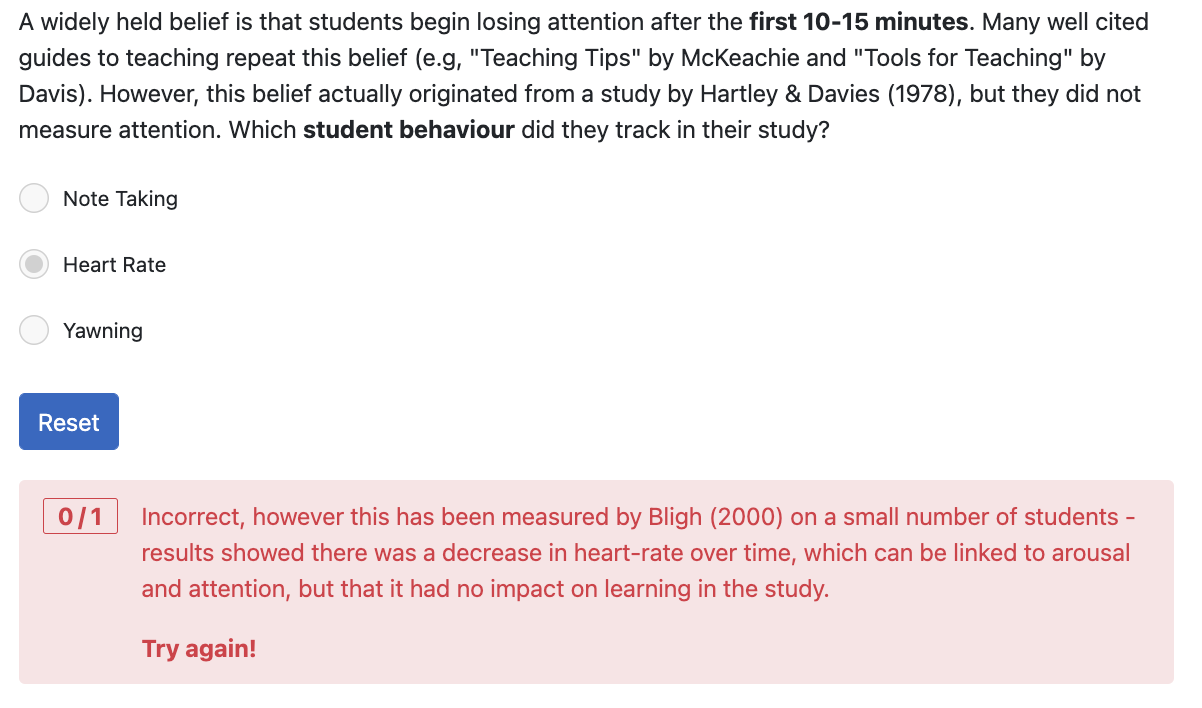 A widely held belief is that students begin losing attention after the first 10-15 minutes. Many well cited
guides to teaching repeat this belief (e.g, "Teaching Tips" by McKeachie and "Tools for Teaching" by
Davis). However, this belief actually originated from a study by Hartley & Davies (1978), but they did not
measure attention. Which student behaviour did they track in their study?
Note Taking
Heart Rate
Yawning
Reset
0/1
Incorrect, however this has been measured by Bligh (2000) on a small number of students -
results showed there was a decrease in heart-rate over time, which can be linked to arousal
and attention, but that it had no impact on learning in the study.
Try again!